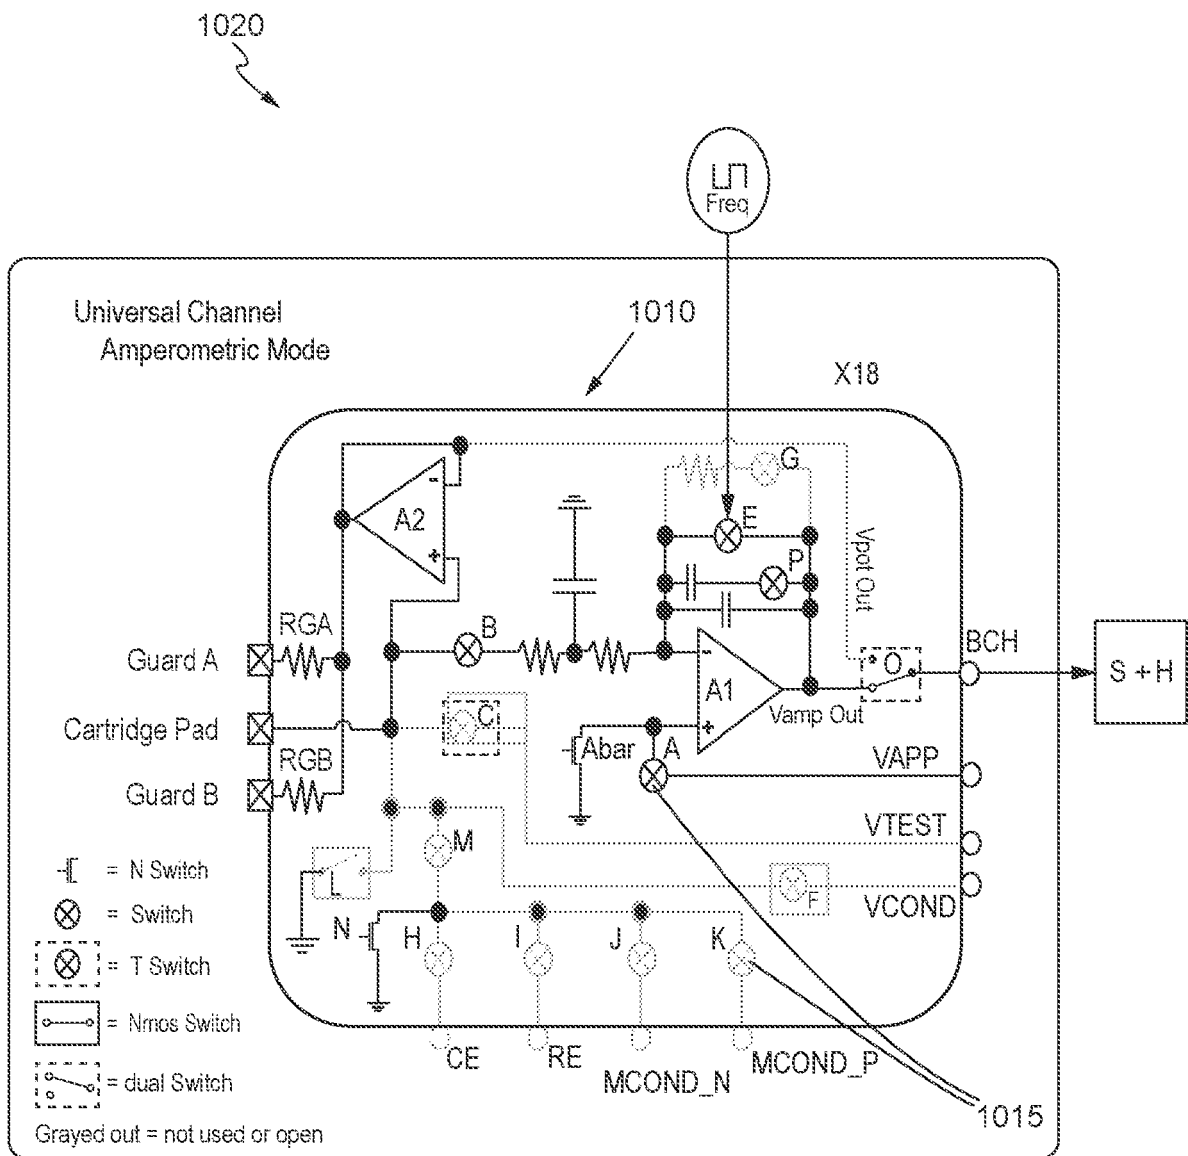 1020
Freq
Universal Channel
Amperometric Mode
1010
X18
G
E
P
A2
-
+
Vpot Out
RGA
B
BCH
Guard A
-
A1
+
O
S + H
Vamp Out
Cartridge Pad
C
Abar
A
VAPP
RGB
Guard B
VTEST
M
= N Switch
L
F
VCOND
= Switch
N
H
I
J
K
= T Switch
= Nmos Switch
CE
RE
MCOND_N
MCOND_P
= dual Switch
1015
Grayed out = not used or open